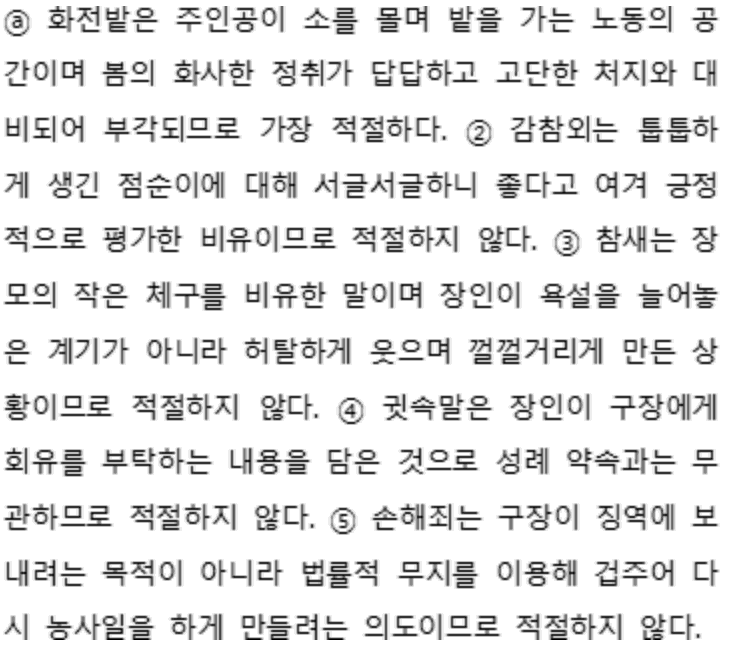 ⓐ 화전밭은 주인공이 소를 몰며 밭을 가는 노동의 공
간이며 봄의 화사한 정취가 답답하고 고단한 처지와 대
비되어 부각되므로 가장 적절하다. ② 감참외는 톱톱하
게 생긴 점순이에 대해 서글서글하니 좋다고 여겨 긍정
적으로 평가한 비유이므로 적절하지 않다. ③ 참새는 장
모의 작은 체구를 비유한 말이며 장인이 욕설을 늘어놓
은 계기가 아니라 허탈하게 웃으며 껄껄거리게 만든 상
황이므로 적절하지 않다. ④ 귓속말은 장인이 구장에게
회유를 부탁하는 내용을 담은 것으로 성례 약속과는 무
관하므로 적절하지 않다. ⑤ 손해죄는 구장이 징역에 보
내려는 목적이 아니라 법률적 무지를 이용해 겁주어 다
시 농사일을 하게 만들려는 의도이므로 적절하지 않다.